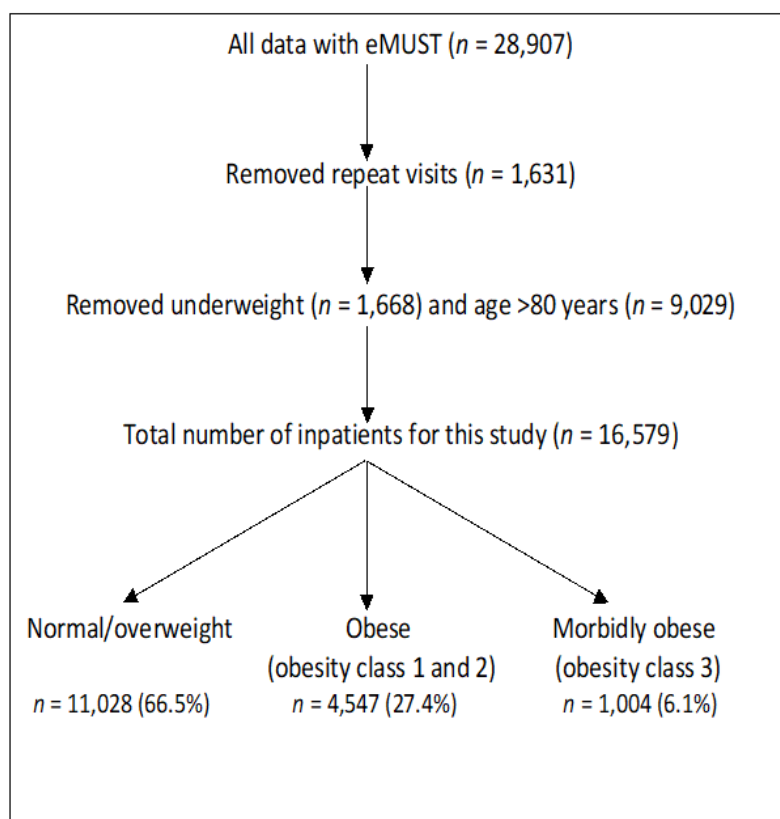 All data with eMUST (n = 28,907)
Removed repeat visits (n = 1,631)
Removed underweight (n = 1,668) and age >80 years (n = 9,029)
Total number of inpatients for this study (n = 16,579)
Normal/overweight
n = 11,028 (66.5%)
Obese
(obesity class 1 and 2)
n = 4,547 (27.4%)
Morbidly obese
(obesity class 3)
n = 1,004 (6.1%)